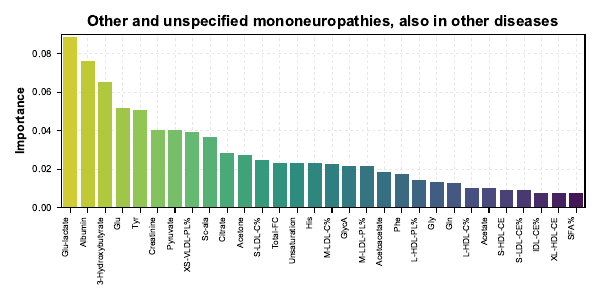 Other and unspecified mononeuropathies, also in other diseases
Importance
0.08
0.06
0.04
0.02
0.00
Glu-lactate
Albumin
3-Hydroxybutyrate
Glu
Tyr
Creatinine
Pyruvate
XS-VLDL-PL%
Sc-ala
Citrate
Acetone
S-LDL-C%
Total-FC
Unsaturation
His
M-LDL-C%
GlycA
M-LDL-PL%
Acetoacetate
Phe
L-HDL-PL%
Gly
Gln
L-HDL-C%
Acetate
S-HDL-CE
S-LDL-CE%
IDL-CE%
XL-HDL-CE
SFA%